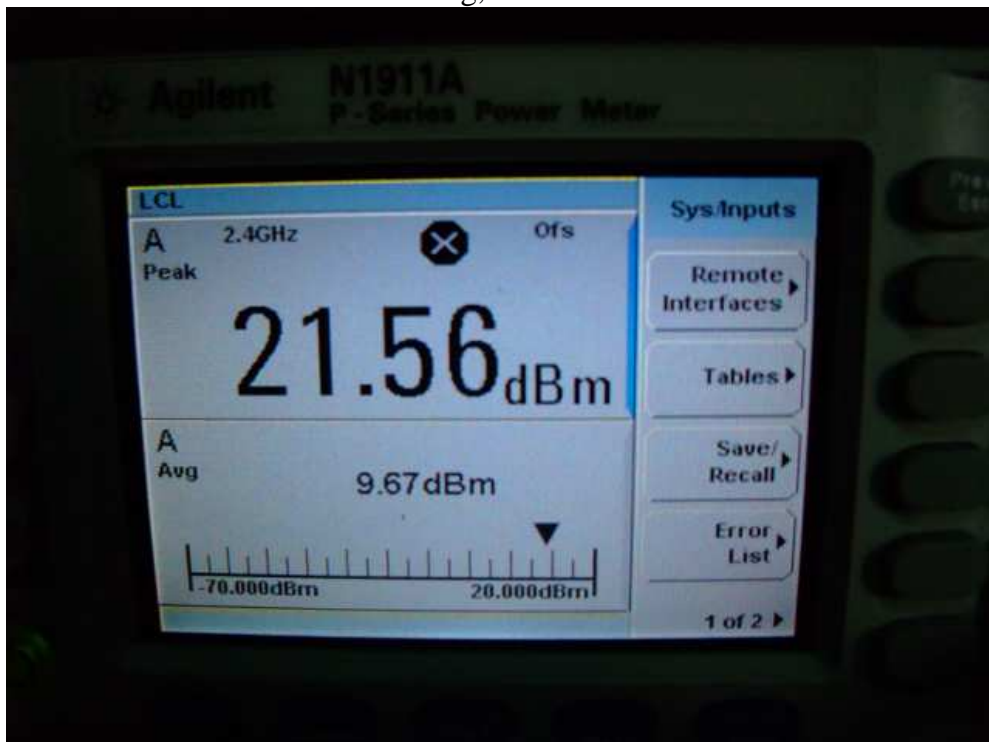 Agilent N1911A
P-Series Power Meter
LCL
A 2.4GHz Ofs
Peak
21.56dBm
A
Avg
9.67dBm
-70.000dBm 20.000dBm
Sys/Inputs
Remote
Interfaces
Tables
Save/
Recall
Error
List
1 of 2